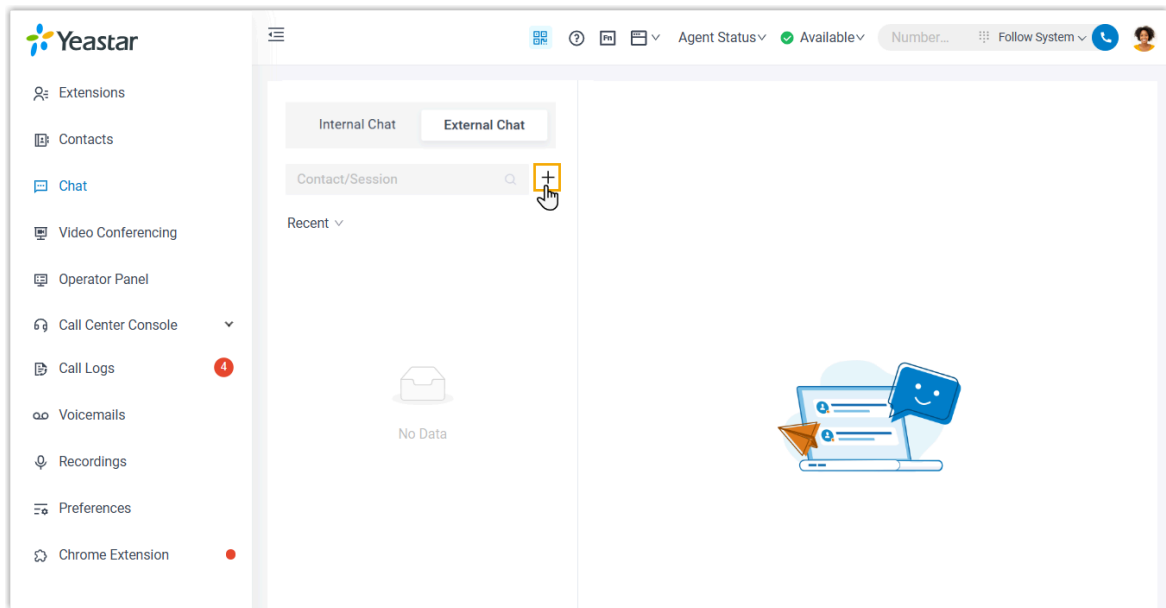 Yeastar
Fn
Agent Status
Available
Number...
Follow System
Extensions
Contacts
Chat
Video Conferencing
Operator Panel
Call Center Console
Call Logs
4
Voicemails
Recordings
Preferences
Chrome Extension
Internal Chat
External Chat
Contact/Session
Recent
No Data